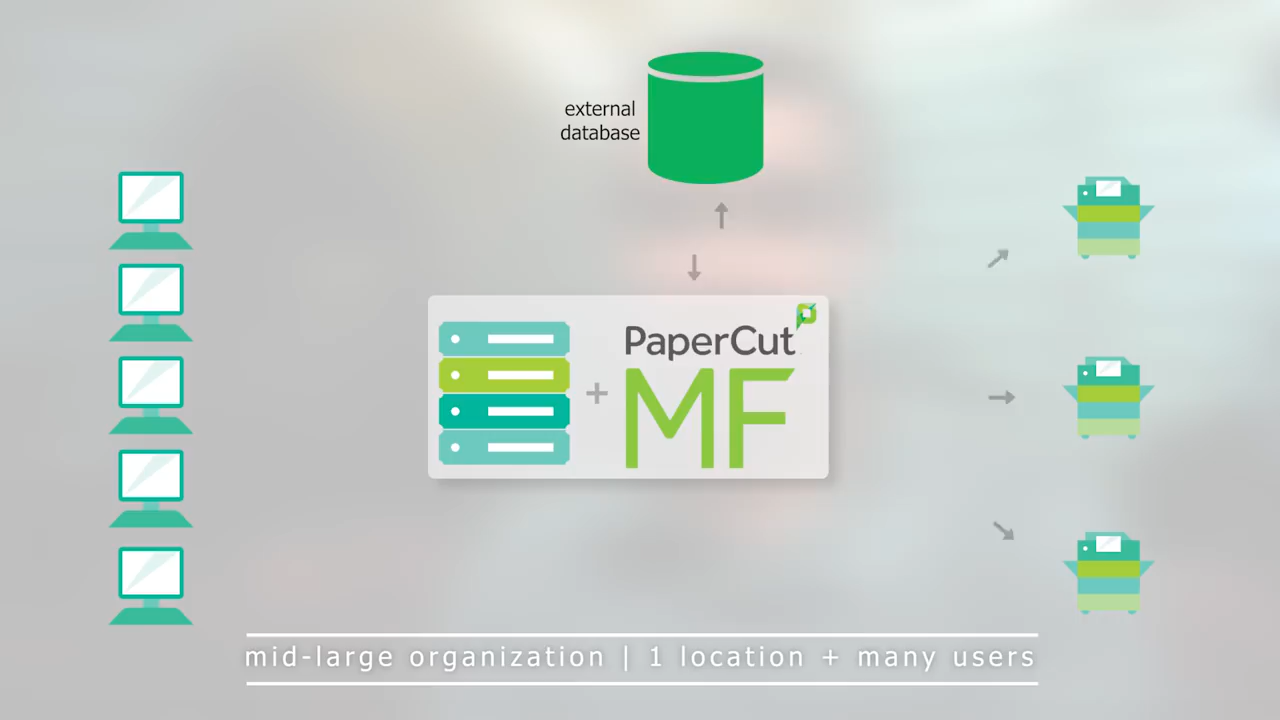 external
database
+
PaperCut
MF
mid-large organization | 1 location + many users